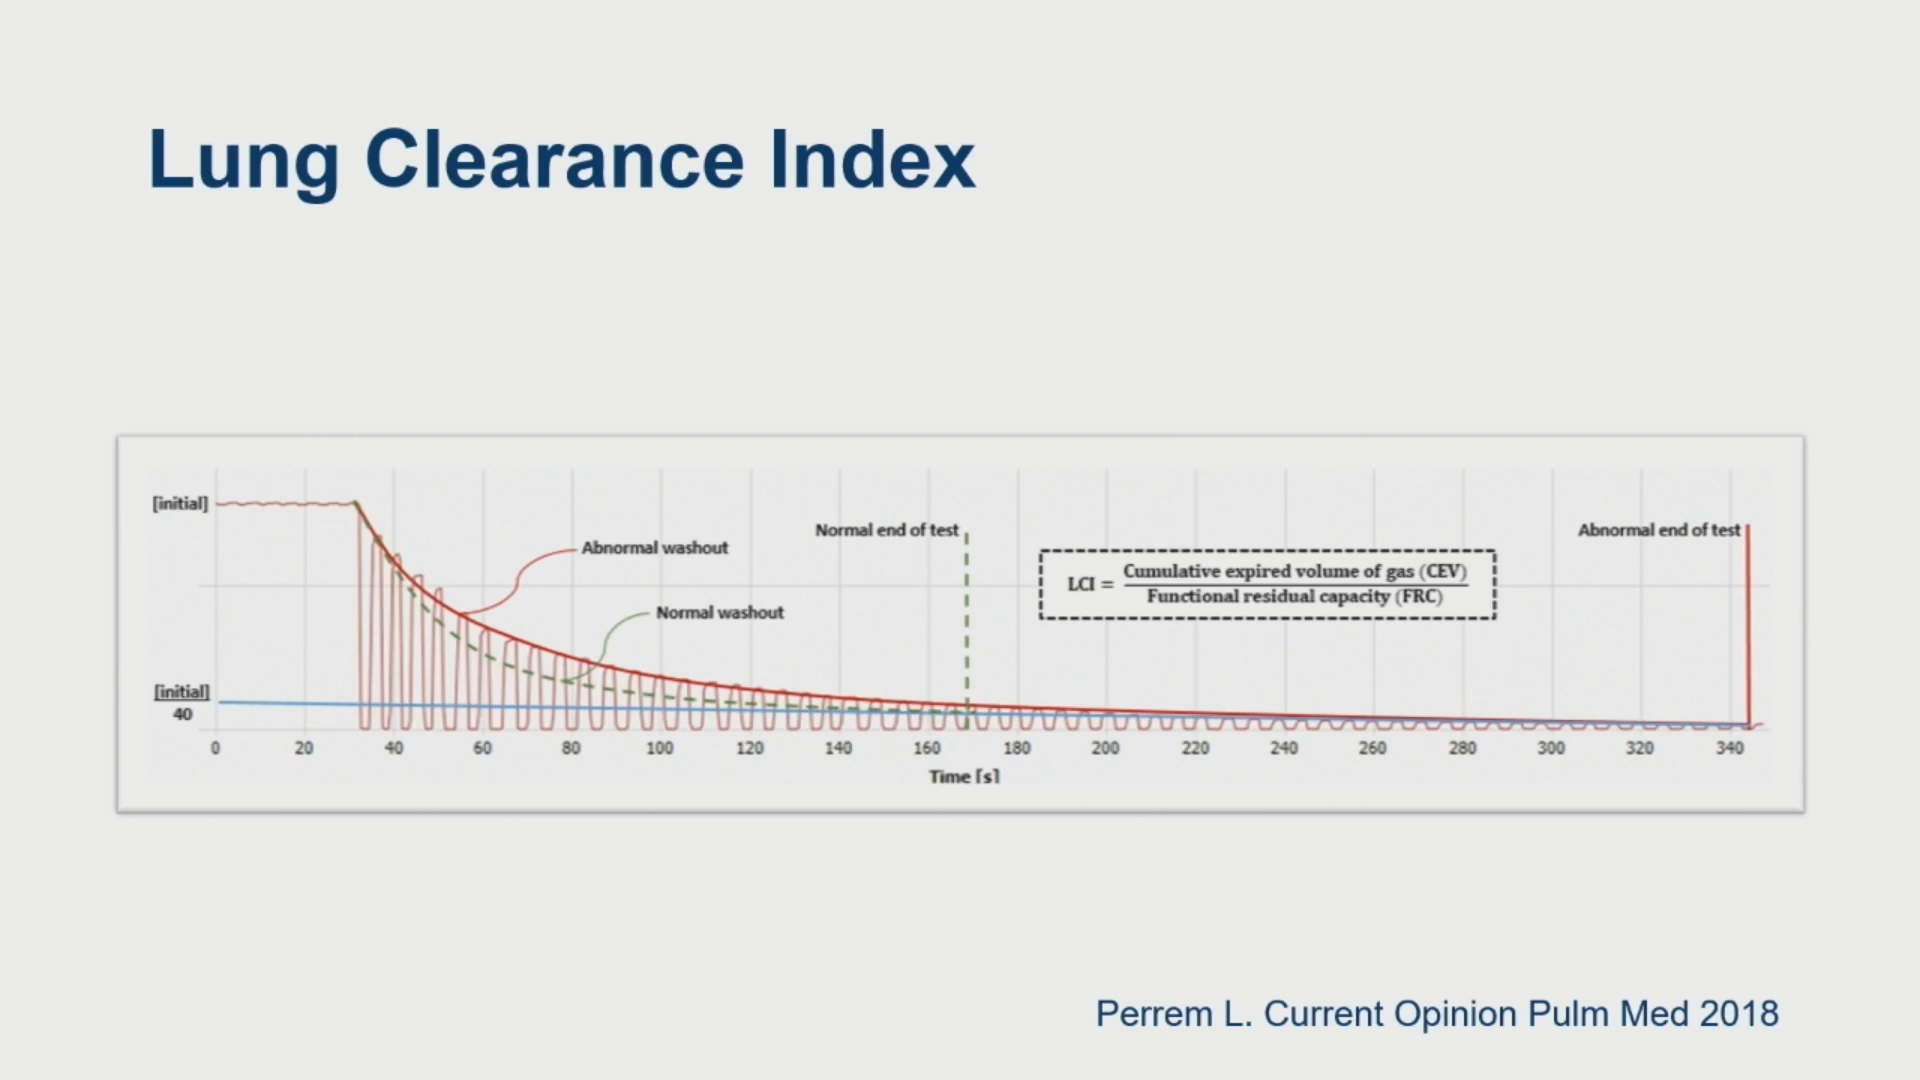 Lung Clearance Index
[initial]
Abnormal washout
Normal washout
Normal end of test
LCI = Cumulative expired volume of gas (CEV)
Functional residual capacity (FRC)
Abnormal end of test
[initial]
40
0 20 40 60 80 100 120 140 160 180 200 220 240 260 280 300 320 340
Time [s]
Perrem L. Current Opinion Pulm Med 2018